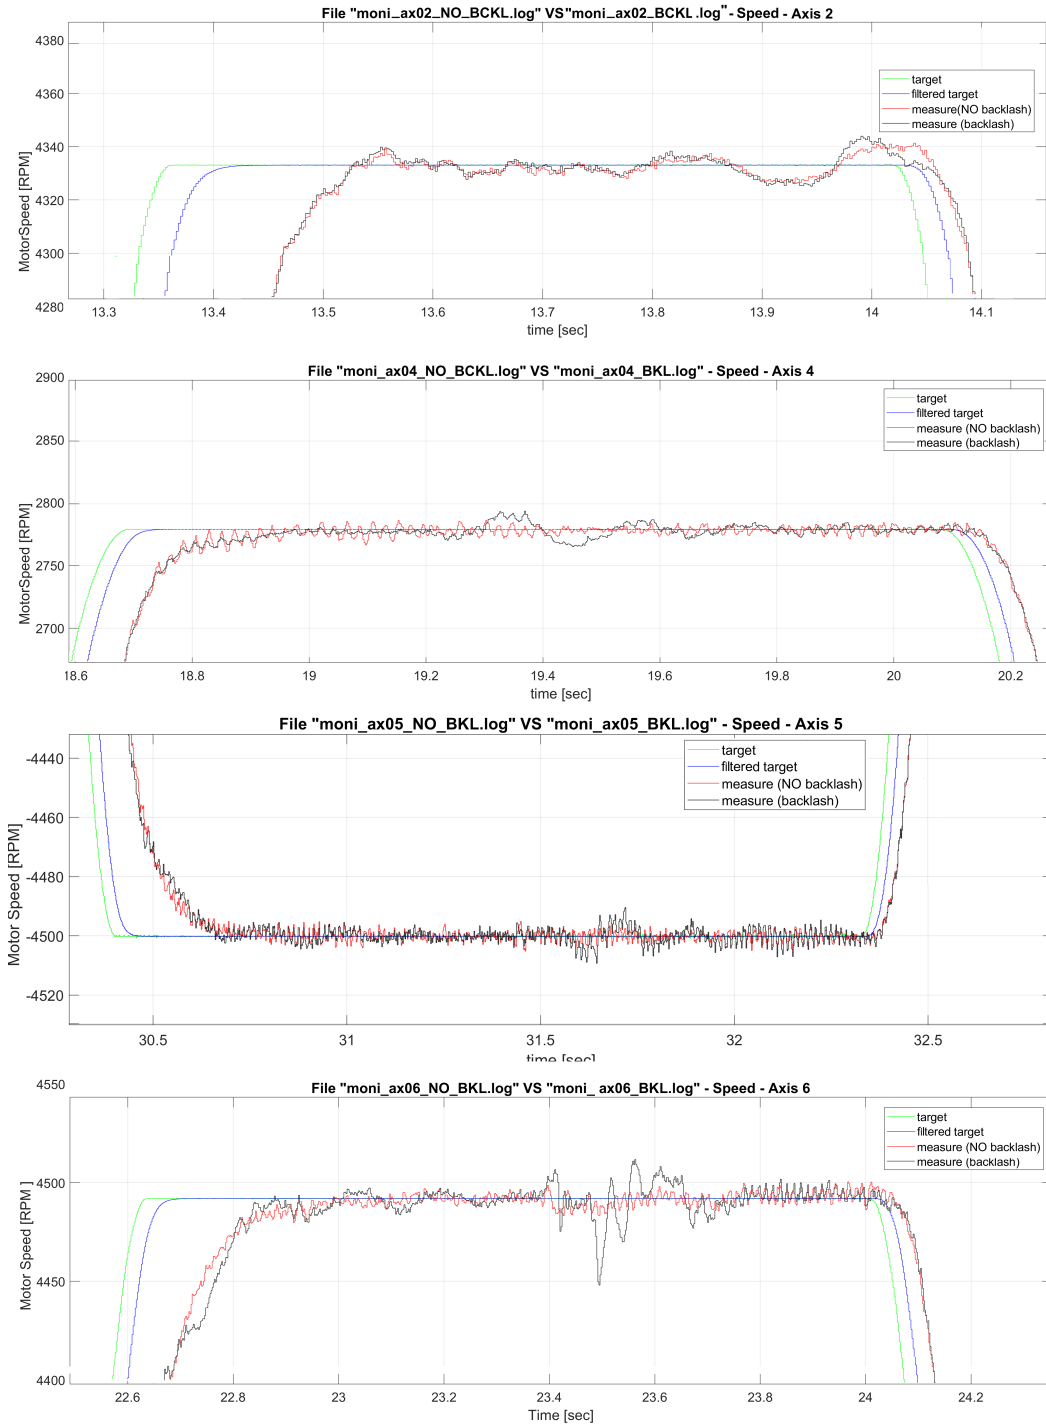 File "moni_ax02_NO_BCKL.log" VS "moni_ax02_BCKL.log" - Speed - Axis 2
4380
4360
4340
4320
4300
4280
MotorSpeed [RPM]
target
filtered target
measure(NO backlash)
measure (backlash)
13.3 13.4 13.5 13.6 13.7 13.8 13.9 14 14.1
time [sec]
File "moni_ax04_NO_BCKL.log" VS "moni_ax04_BKL.log" - Speed - Axis 4
2900
2850
2800
2750
2700
MotorSpeed [RPM]
target
filtered target
measure (NO backlash)
measure (backlash)
18.6 18.8 19 19.2 19.4 19.6 19.8 20 20.2
time [sec]
File "moni_ax05_NO_BKL.log" VS "moni_ax05_BKL.log" - Speed - Axis 5
-4440
-4460
-4480
-4500
-4520
Motor Speed [RPM]
target
filtered target
measure (NO backlash)
measure (backlash)
30.5 31 31.5 32 32.5
time [sec]
File "moni_ax06_NO_BKL.log" VS "moni_ ax06_BKL.log" - Speed - Axis 6
4550
4500
4450
4400
Motor Speed [RPM ]
target
filtered target
measure (NO backlash)
measure (backlash)
22.6 22.8 23 23.2 23.4 23.6 23.8 24 24.2
Time [sec]